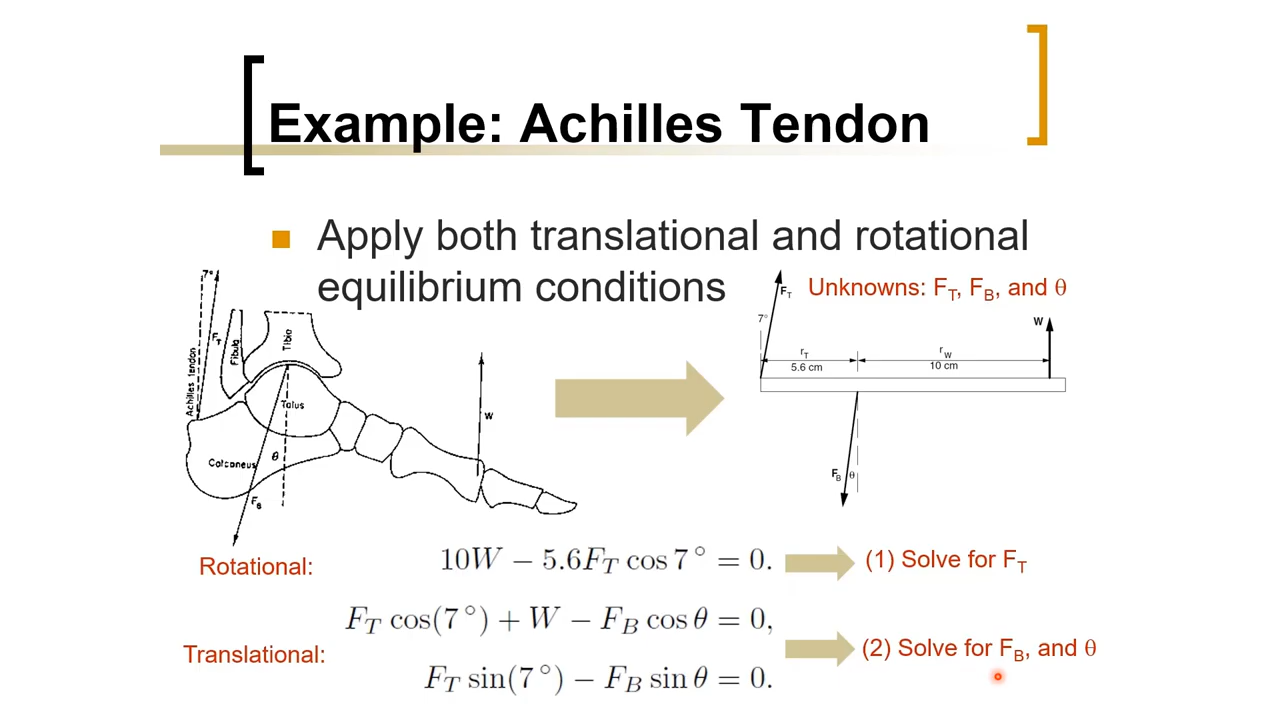 Example: Achilles Tendon
Apply both translational and rotational
equilibrium conditions
Unknowns: F_T, F_B, and θ
7°
F_T
Achilles tendon
Fibula
Tibia
Talus
Calcaneus
θ
F_B
W
F_T
7°
r_T
5.6 cm
r_W
10 cm
W
F_B
θ
Rotational:
10W − 5.6F_T cos 7° = 0.
(1) Solve for F_T
F_T cos(7°) + W − F_B cos θ = 0,
Translational:
(2) Solve for F_B, and θ
F_T sin(7°) − F_B sin θ = 0.